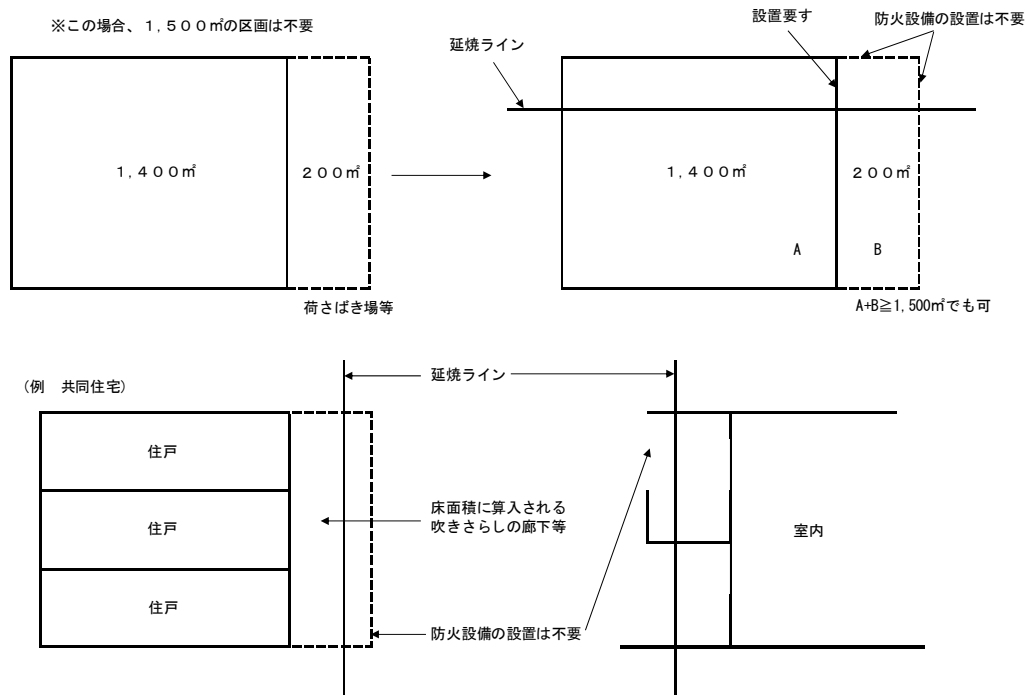 ※この場合、１,５００㎡の区画は不要
設置要す
防火設備の設置は不要
延焼ライン
１,４００㎡
２００㎡
１,４００㎡
２００㎡
A
B
荷さばき場等
A+B≧1,500㎡でも可
(例　共同住宅)
延焼ライン
住戸
住戸
床面積に算入される
吹きさらしの廊下等
室内
住戸
防火設備の設置は不要